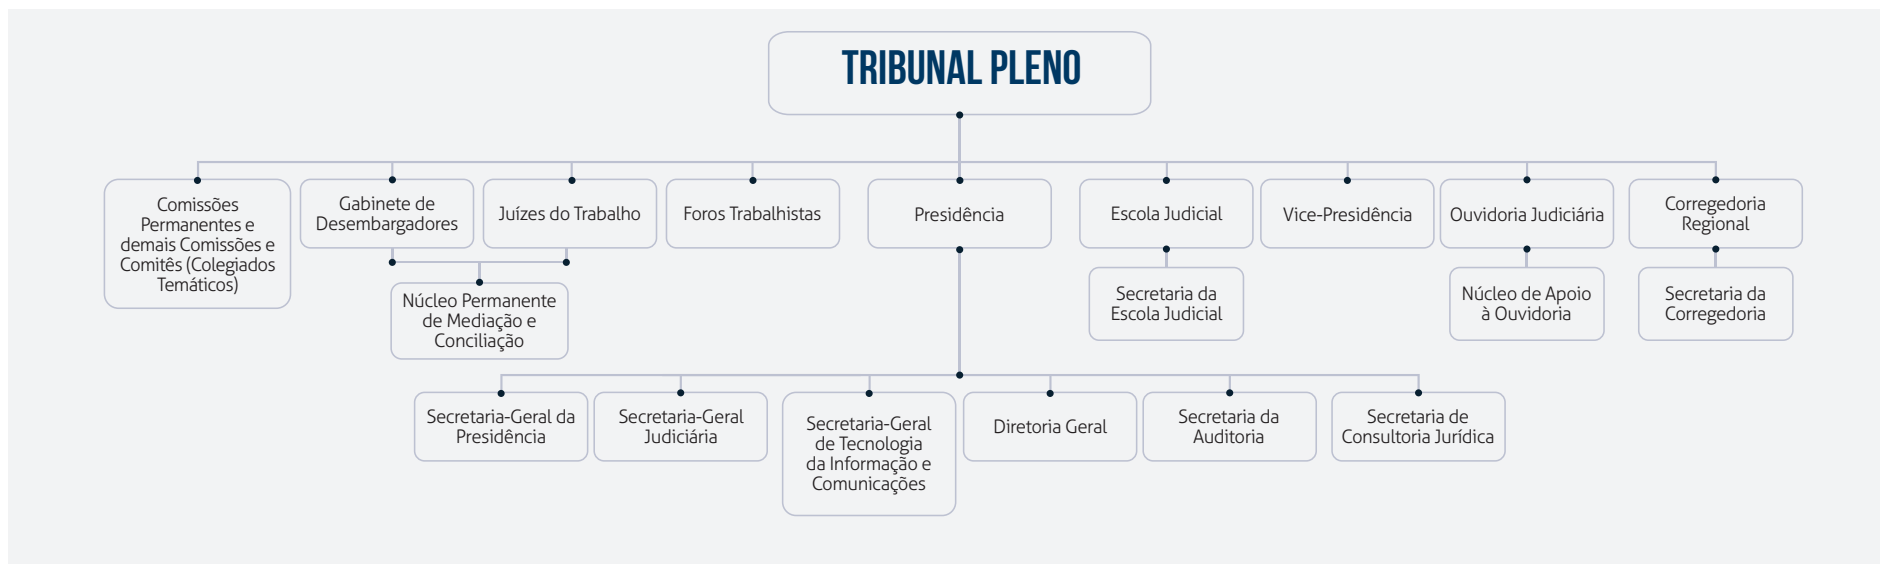 TRIBUNAL PLENO
Comissões
Permanentes e
demais Comissões e
Comitês (Colegiados
Temáticos)
Gabinete de
Desembargadores
Juízes do Trabalho
Foros Trabalhistas
Presidência
Escola Judicial
Vice-Presidência
Ouvidoria Judiciária
Corregedoria
Regional
Núcleo Permanente
de Mediação e
Conciliação
Secretaria da
Escola Judicial
Núcleo de Apoio
à Ouvidoria
Secretaria da
Corregedoria
Secretaria-Geral da
Presidência
Secretaria-Geral
Judiciária
Secretaria-Geral
de Tecnologia
da Informação e
Comunicações
Diretoria Geral
Secretaria da
Auditoria
Secretaria de
Consultoria Jurídica